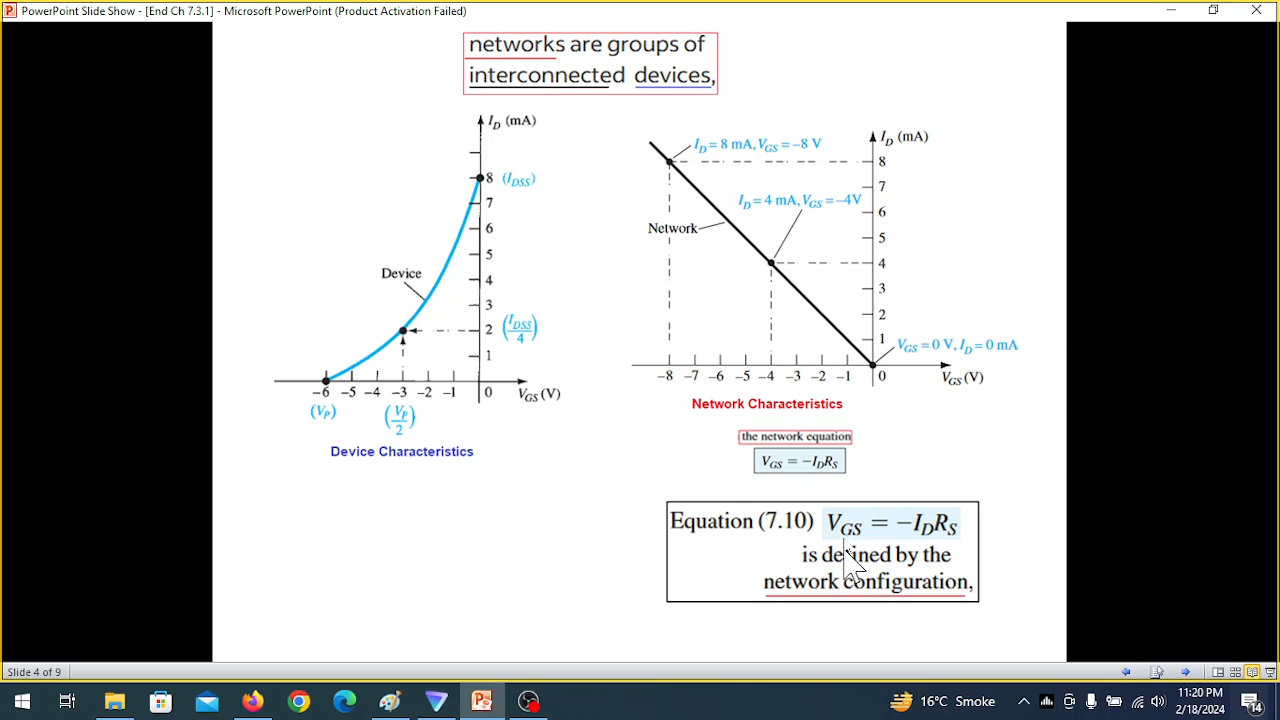 PowerPoint Slide Show - [End Ch 7.3.1] - Microsoft PowerPoint (Product Activation Failed)
networks are groups of
interconnected devices,
I_D (mA)
8 (I_DSS)
7
6
5
4
3
2 (I_DSS/4)
1
Device
-6 -5 -4 -3 -2 -1 0 V_GS (V)
(V_P) (V_P/2)
Device Characteristics
I_D (mA)
I_D = 8 mA, V_GS = -8 V
8
7
I_D = 4 mA, V_GS = -4V
6
Network
5
4
3
2
1
V_GS = 0 V, I_D = 0 mA
-8 -7 -6 -5 -4 -3 -2 -1 0 V_GS (V)
Network Characteristics
the network equation
V_GS = -I_D R_S
Equation (7.10) V_GS = -I_D R_S
is defined by the
network configuration,
Slide 4 of 9
16°C Smoke
11:20 PM
2/18/2024
14